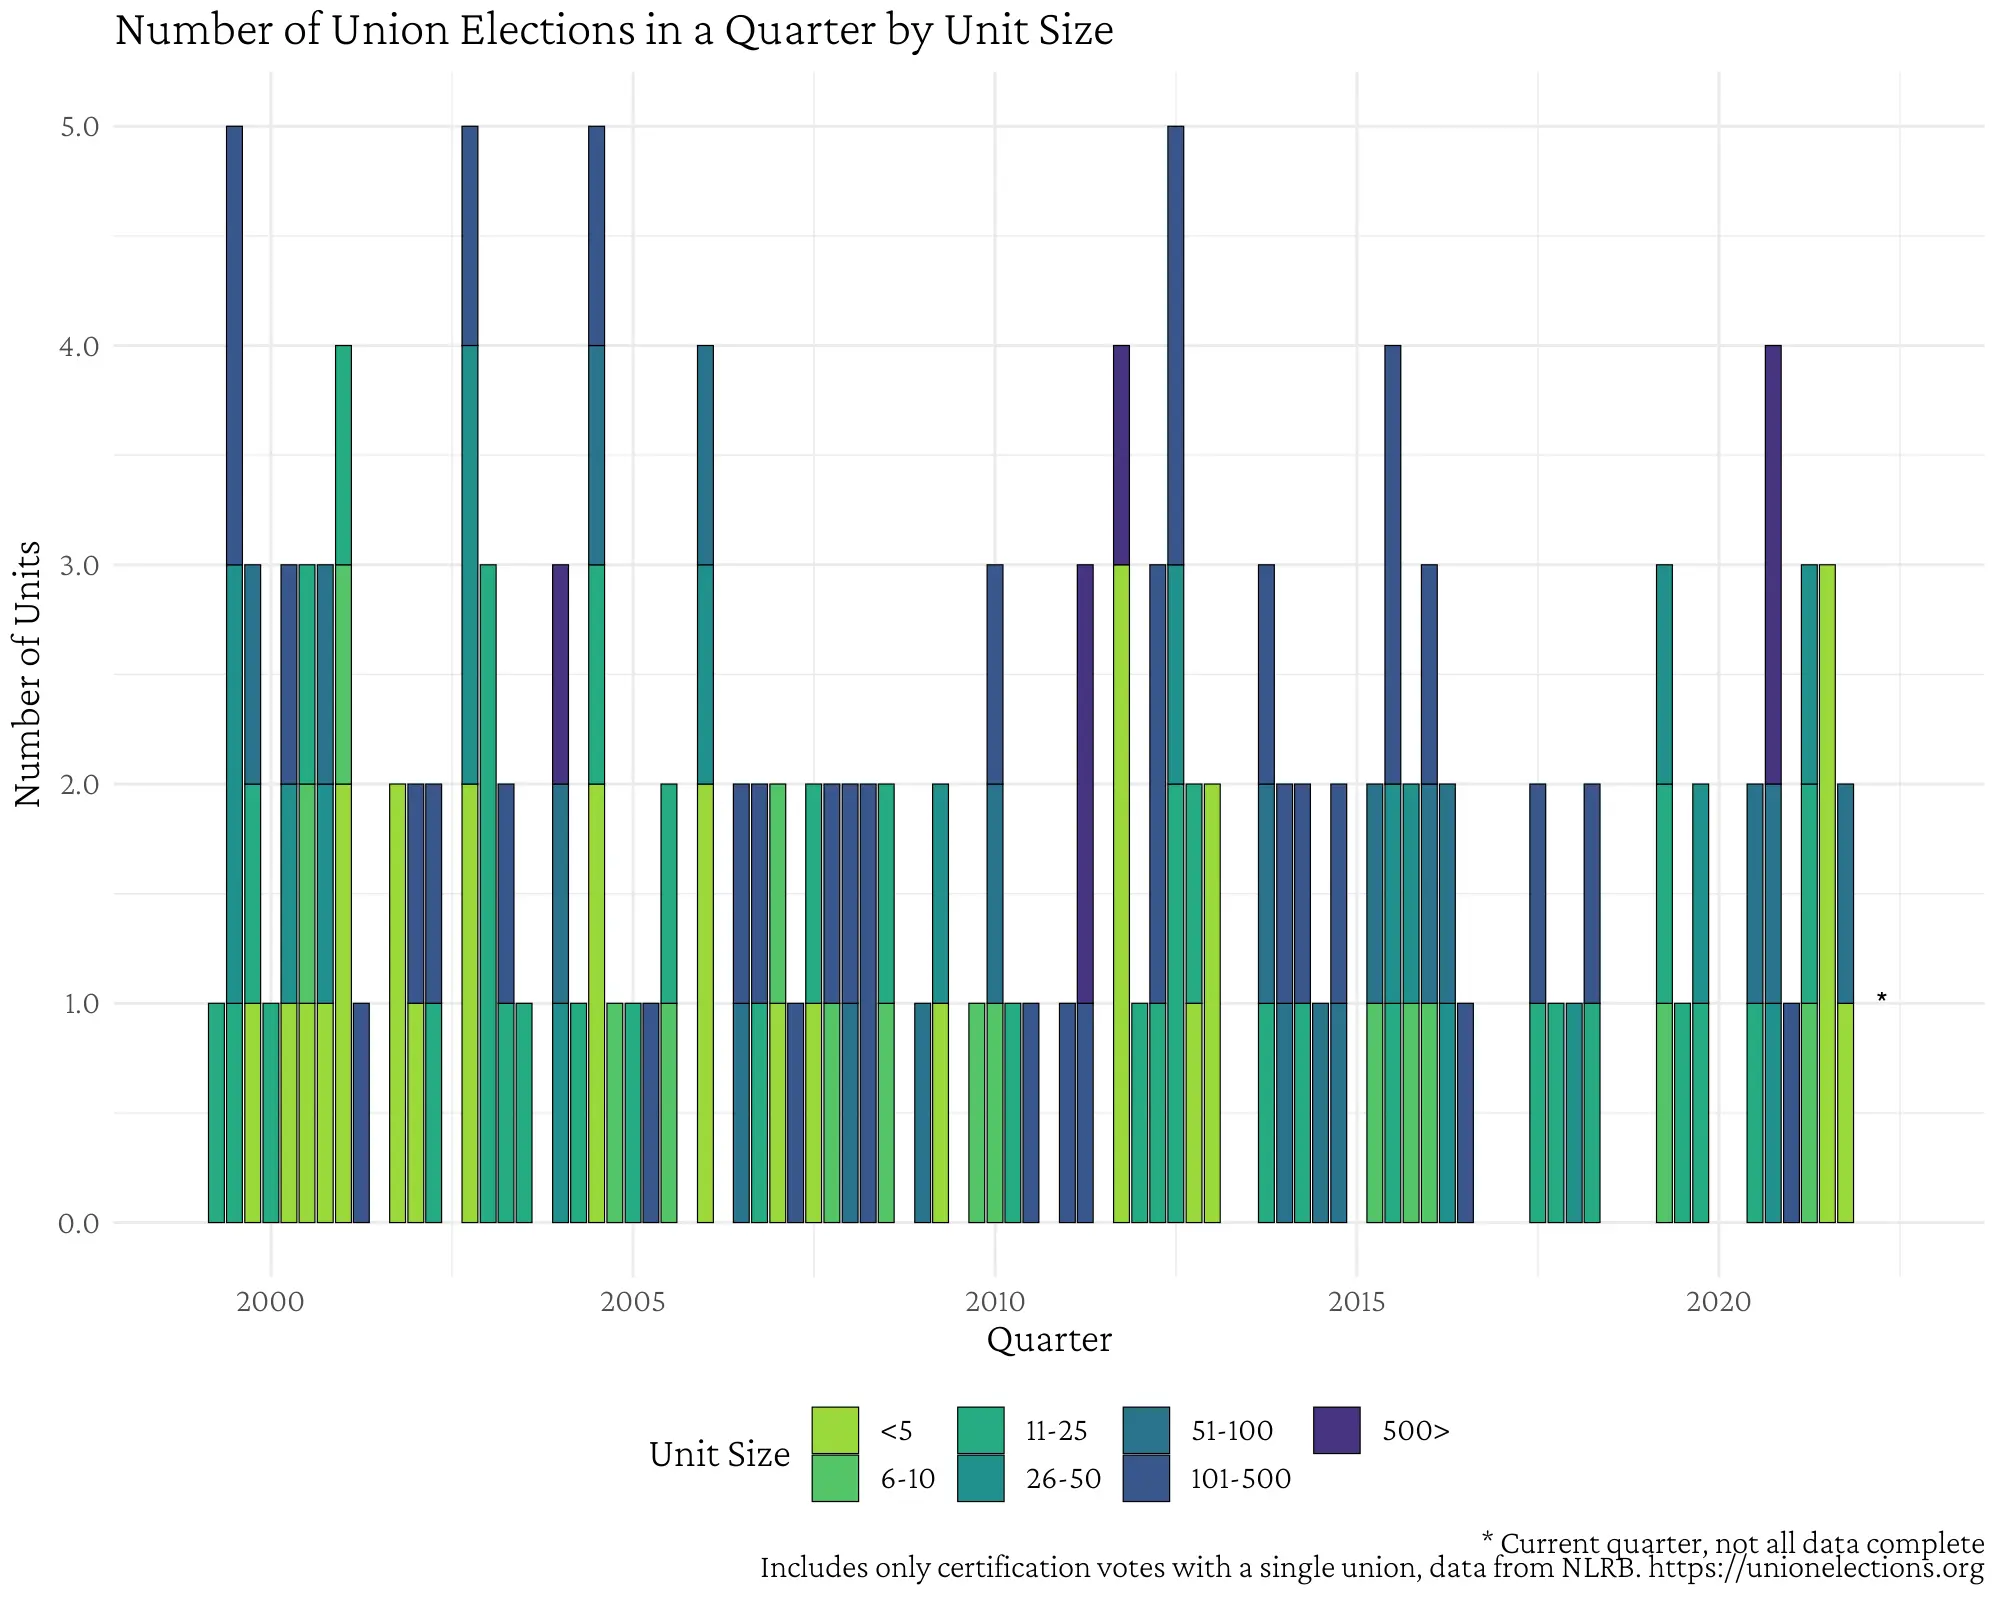 Number of Union Elections in a Quarter by Unit Size
Number of Units
5.0
4.0
3.0
2.0
1.0
0.0
*
2000 2005 2010 2015 2020
Quarter
Unit Size
<5 11-25 51-100 500>
6-10 26-50 101-500
* Current quarter, not all data complete
Includes only certification votes with a single union, data from NLRB. https://unionelections.org